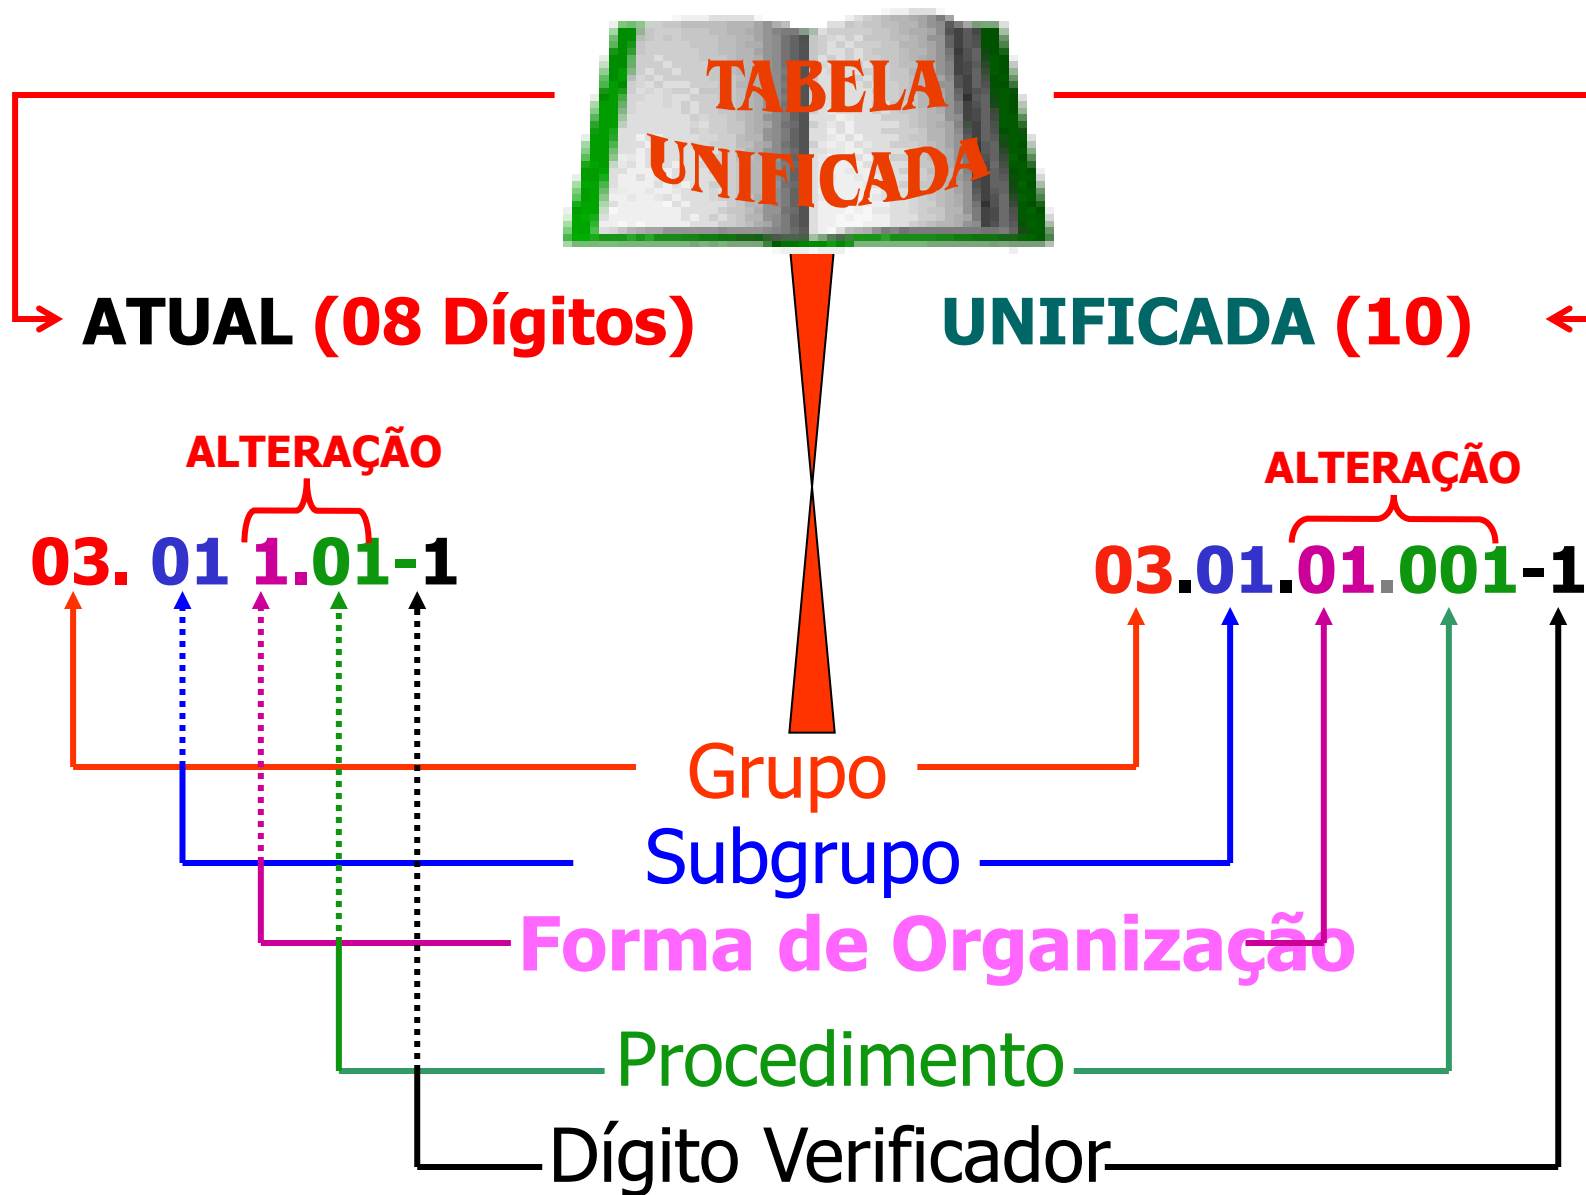 TABELA
UNIFICADA
ATUAL (08 Dígitos)
UNIFICADA (10)
ALTERAÇÃO
03. 01 1.01-1
ALTERAÇÃO
03.01.01.001-1
Grupo
Subgrupo
Forma de Organização
Procedimento
Dígito Verificador